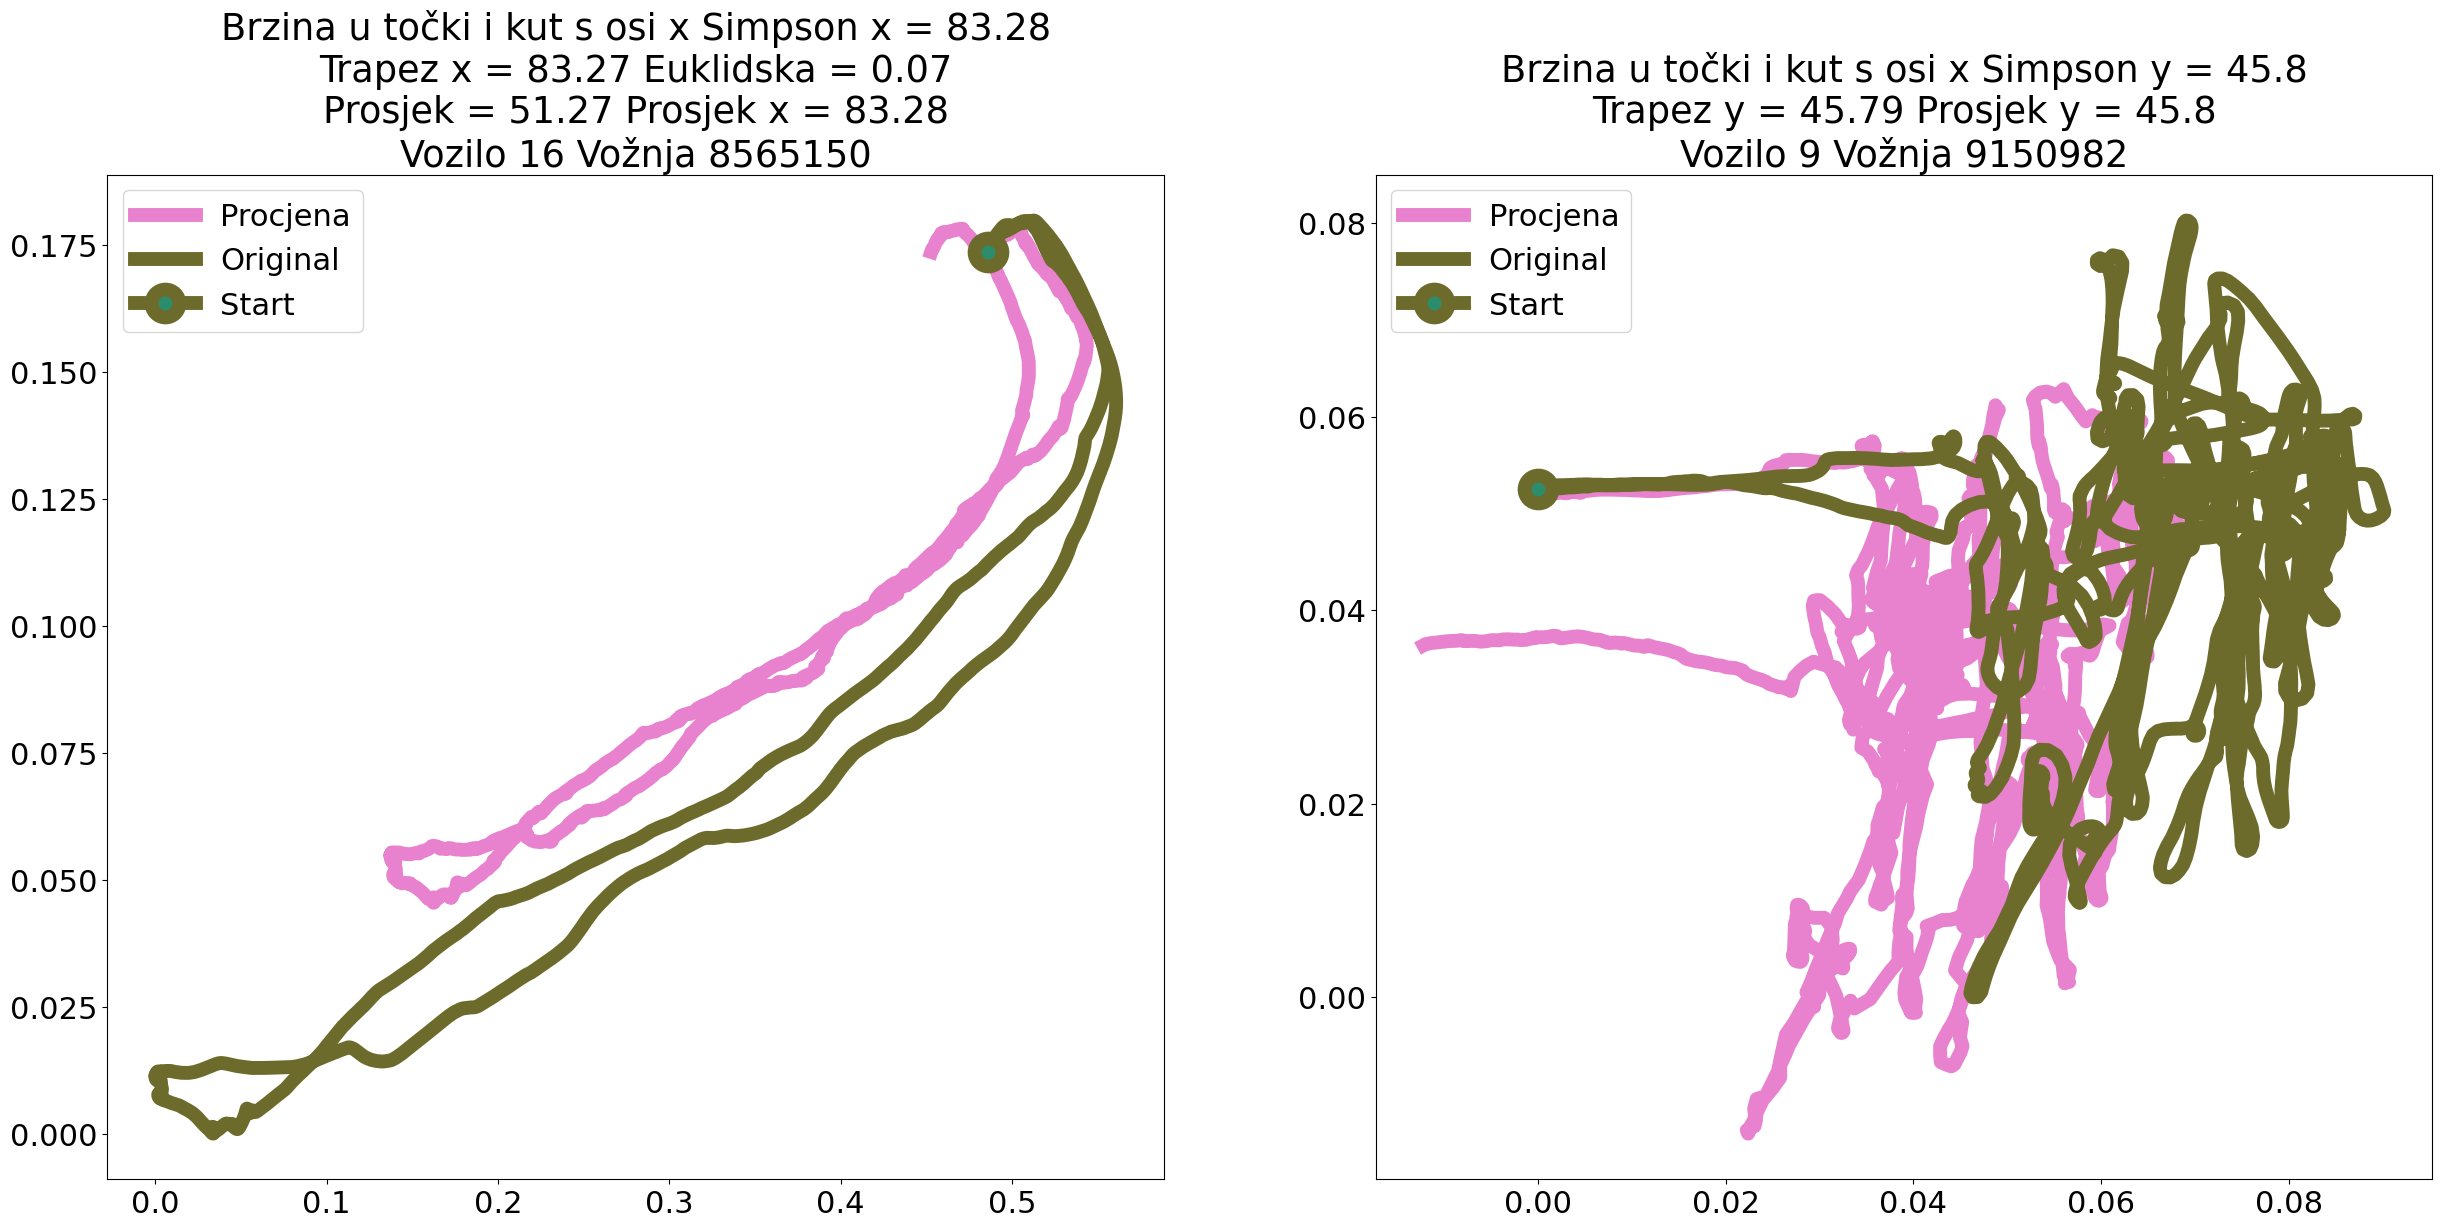 Brzina u točki i kut s osi x Simpson x = 83.28
Trapez x = 83.27 Euklidska = 0.07
Prosjek = 51.27 Prosjek x = 83.28
Vozilo 16 Vožnja 8565150
Procjena
Original
Start
0.175
0.150
0.125
0.100
0.075
0.050
0.025
0.000
0.0 0.1 0.2 0.3 0.4 0.5
Brzina u točki i kut s osi x Simpson y = 45.8
Trapez y = 45.79 Prosjek y = 45.8
Vozilo 9 Vožnja 9150982
Procjena
Original
Start
0.08
0.06
0.04
0.02
0.00
0.00 0.02 0.04 0.06 0.08